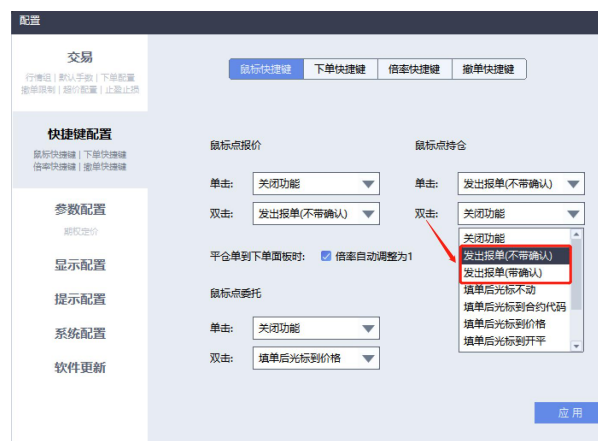 配置
交易
行情组 | 默认手数 | 下单配置
撤单限制 | 超价配置 | 止盈止损
快捷键配置
鼠标快捷键 | 下单快捷键
倍率快捷键 | 撤单快捷键
参数配置
期权定价
显示配置
提示配置
系统配置
软件更新
鼠标快捷键 下单快捷键 倍率快捷键 撤单快捷键
鼠标点报价 鼠标点持仓
单击: 关闭功能 单击: 发出报单(不带确认)
双击: 发出报单(不带确认) 双击: 关闭功能
关闭功能
发出报单(不带确认)
发出报单(带确认)
填单后光标不动
填单后光标到合约代码
填单后光标到价格
填单后光标到开平
平仓单到下单面板时: 倍率自动调整为1
鼠标点委托
单击: 关闭功能
双击: 填单后光标到价格
应用